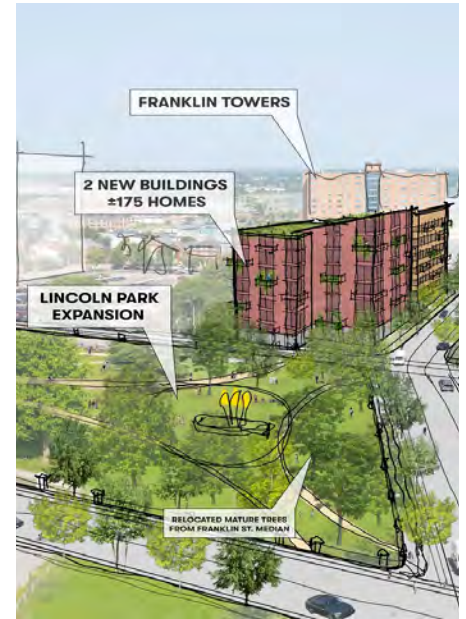 FRANKLIN TOWERS
2 NEW BUILDINGS
±175 HOMES
LINCOLN PARK
EXPANSION
RELOCATED MATURE TREES
FROM FRANKLIN ST. MEDIAN